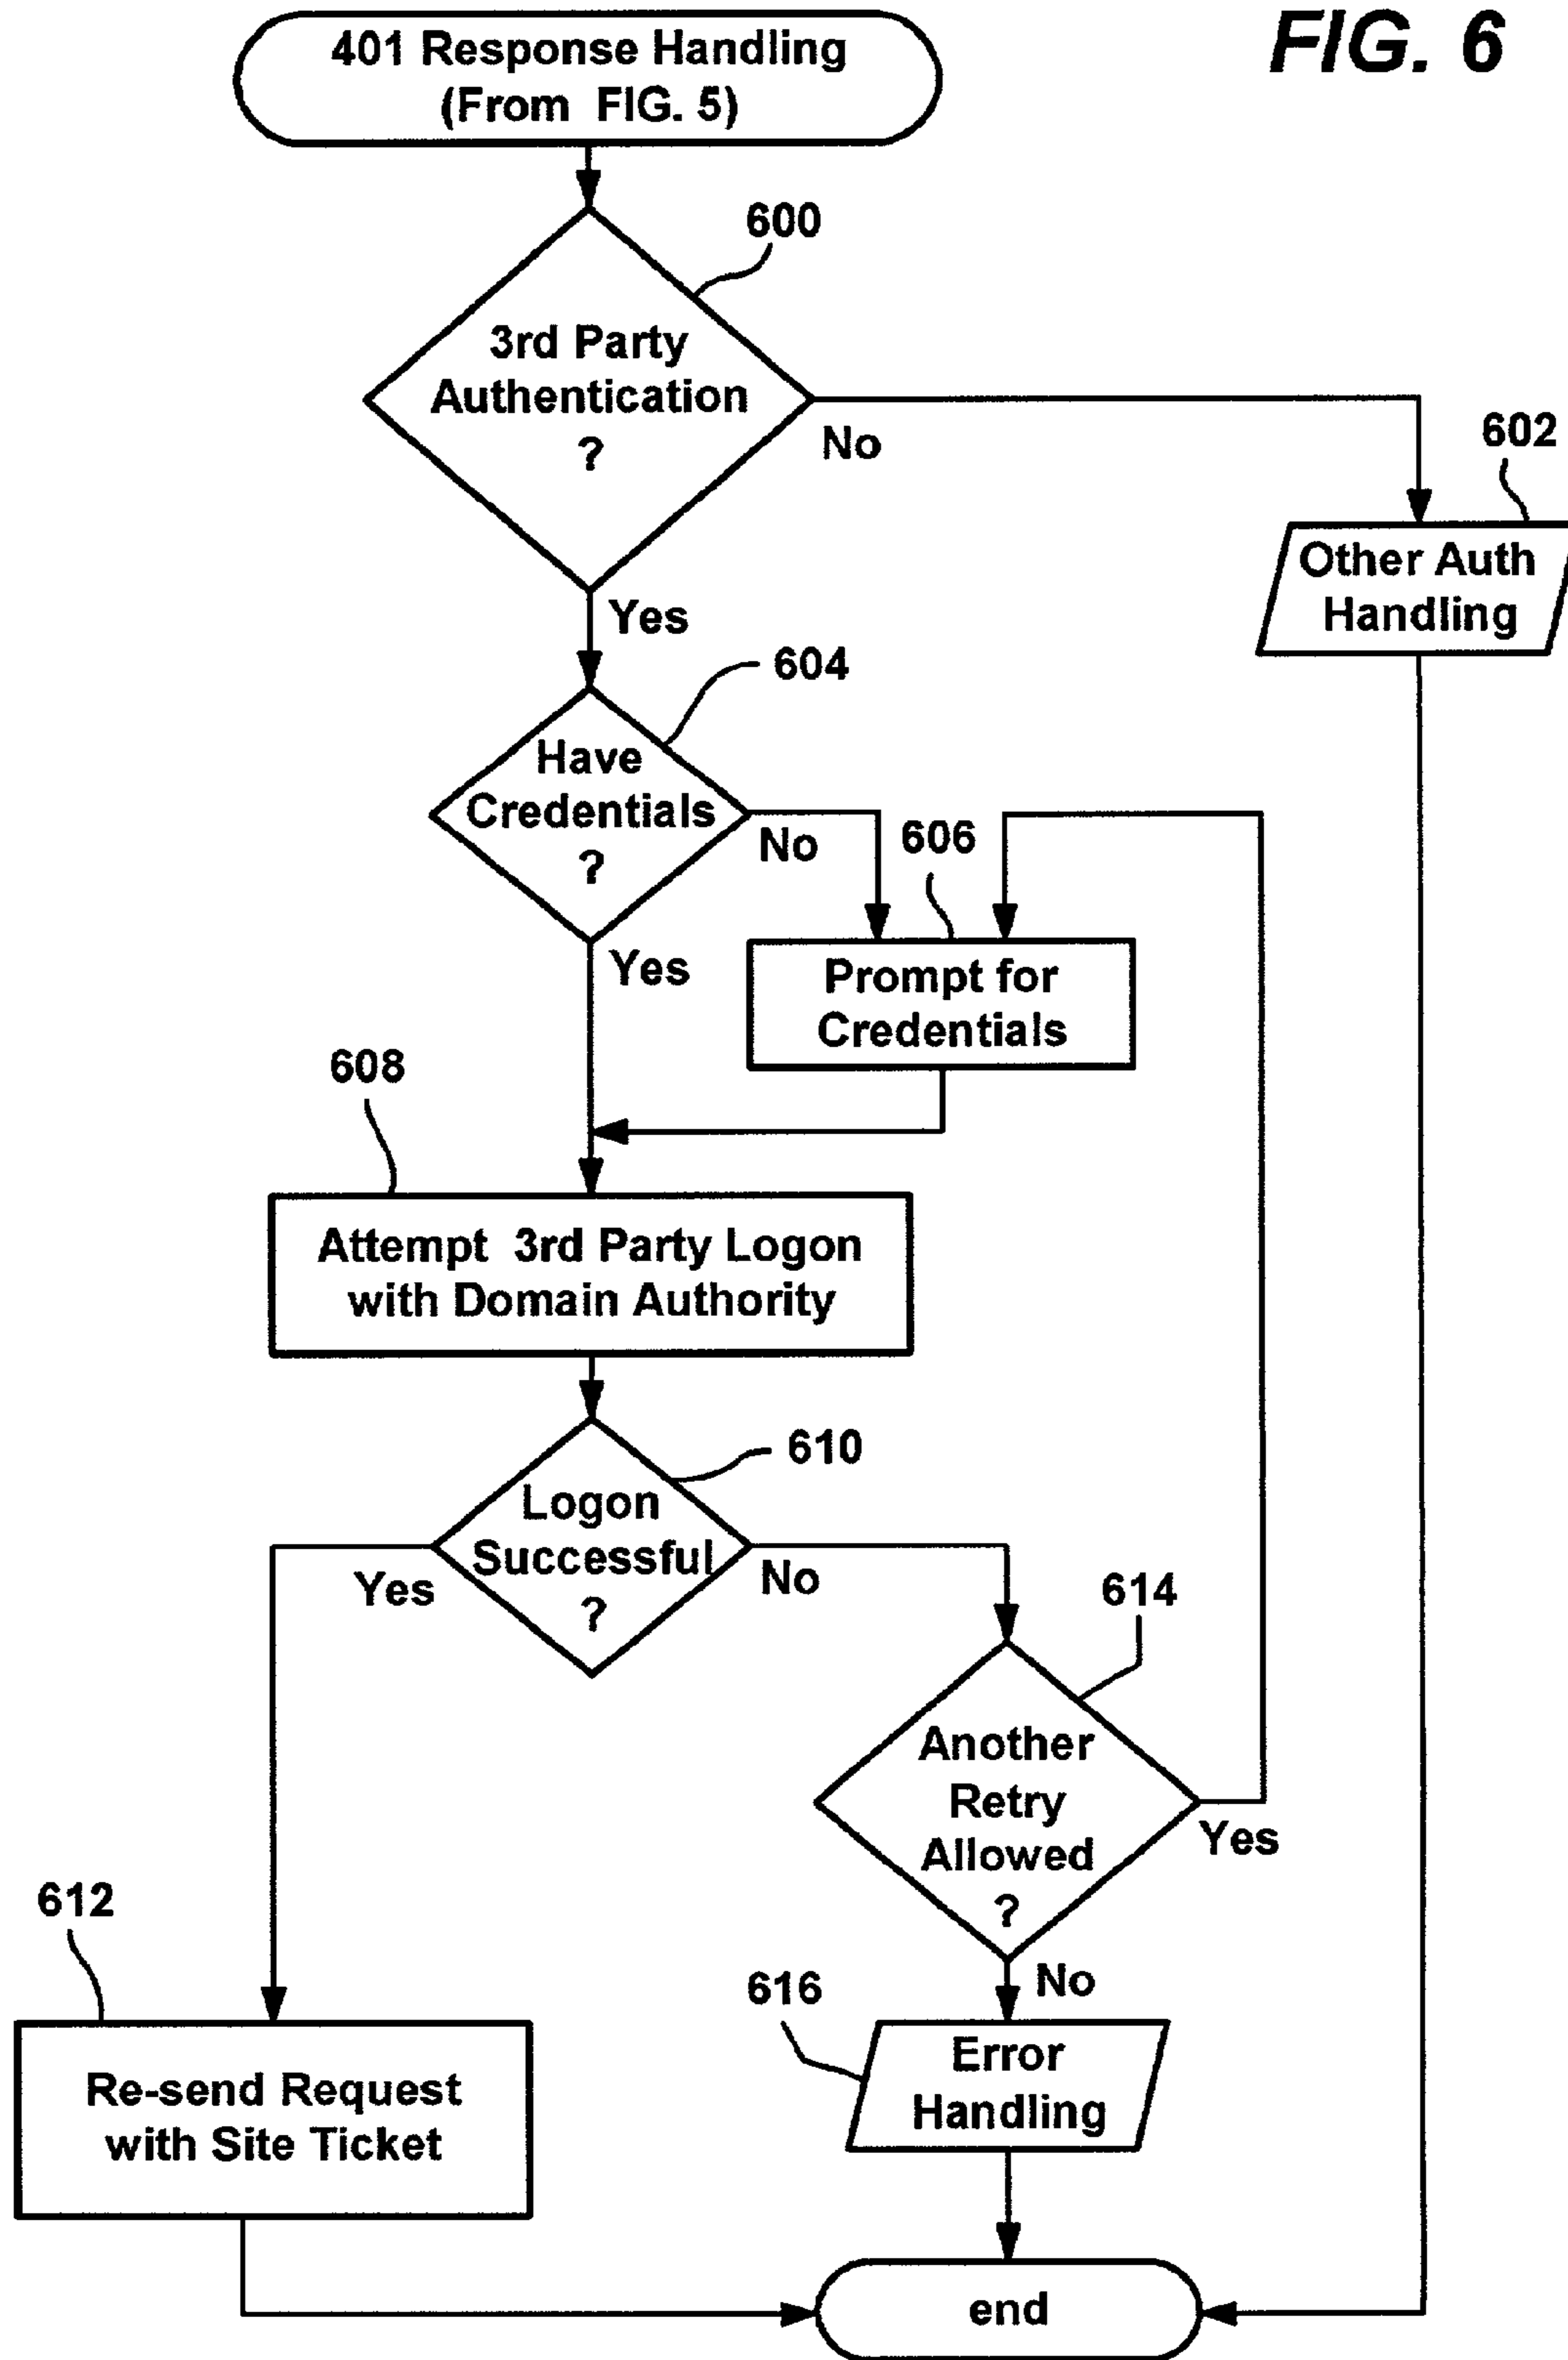 FIG. 6
401 Response Handling
(From FIG. 5)
600
3rd Party
Authentication
?
No
Yes
602
Other Auth
Handling
604
Have
Credentials
?
No
Yes
606
Prompt for
Credentials
608
Attempt 3rd Party Logon
with Domain Authority
610
Logon
Successful
?
Yes
No
614
Another
Retry
Allowed
?
Yes
No
612
Re-send Request
with Site Ticket
616
Error
Handling
end